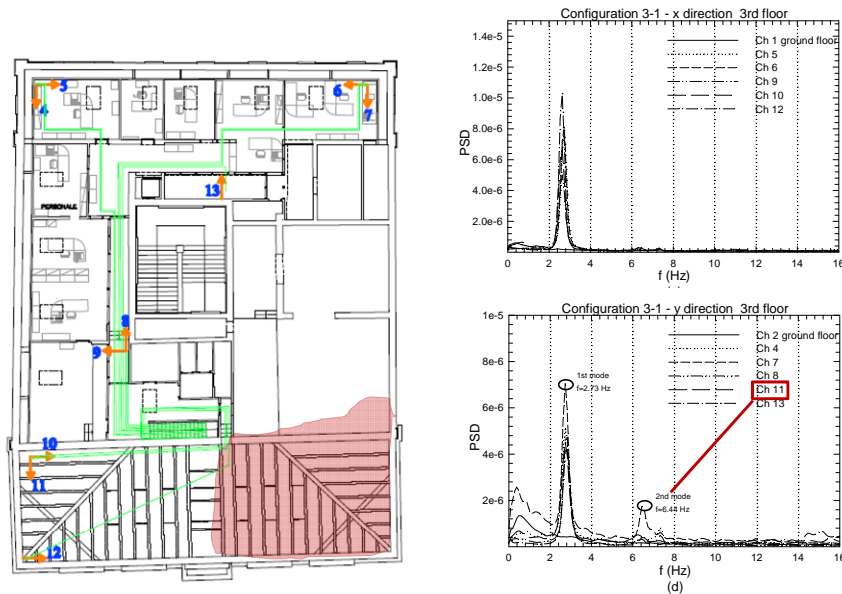 5
4
6
7
13
PERSONALE
8
9
10
11
12
Configuration 3-1 - x direction 3rd floor
1.4e-5
1.2e-5
1.0e-5
8.0e-6
6.0e-6
4.0e-6
2.0e-6
PSD
Ch 1 ground floor
Ch 5
Ch 6
Ch 9
Ch 10
Ch 12
0 2 4 6 8 10 12 14 16
f (Hz)
Configuration 3-1 - y direction 3rd floor
1e-5
8e-6
6e-6
4e-6
2e-6
PSD
Ch 2 ground floor
Ch 4
Ch 7
Ch 8
Ch 11
Ch 13
1st mode
f=2.73 Hz
2nd mode
f=6.44 Hz
0 2 4 6 8 10 12 14 16
f (Hz)
(d)